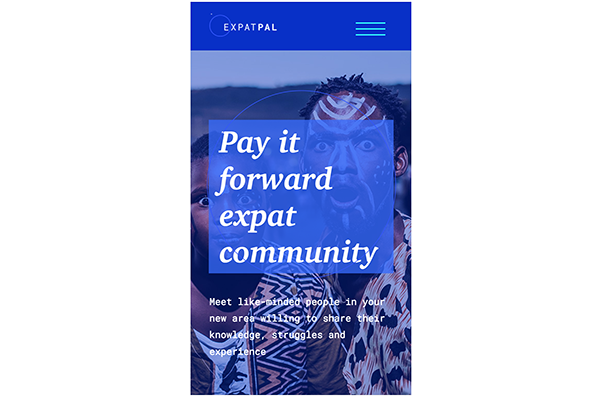 EXPATPAL
Pay it
forward
expat
community
Meet like-minded people in your
new area willing to share their
knowledge, struggles and
experience